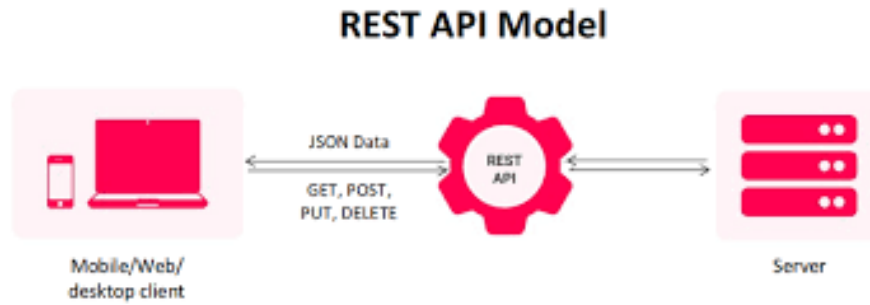 REST API Model
JSON Data
GET, POST,
PUT, DELETE
REST
API
Mobile/Web/
desktop client
Server